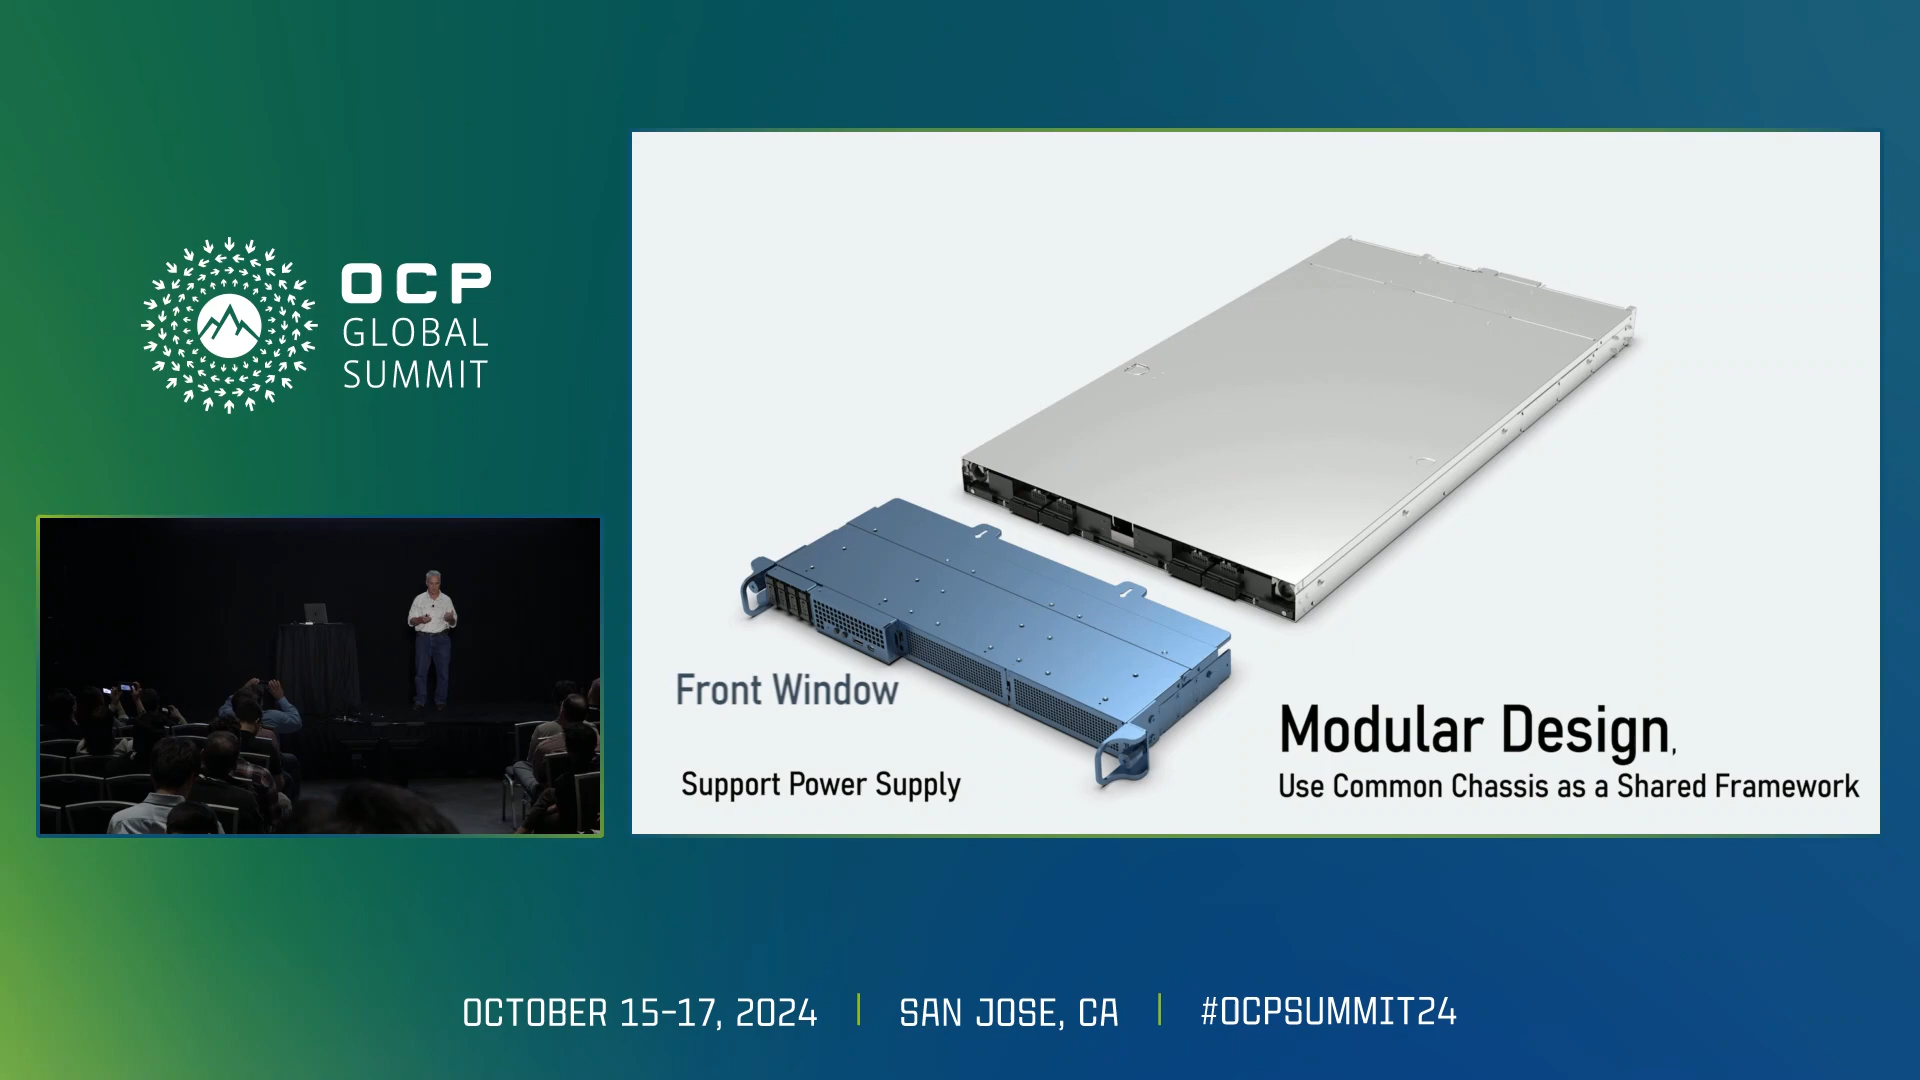 OCP
GLOBAL
SUMMIT
Front Window
Support Power Supply
Modular Design,
Use Common Chassis as a Shared Framework
OCTOBER 15-17, 2024 | SAN JOSE, CA | #OCPSUMMIT24